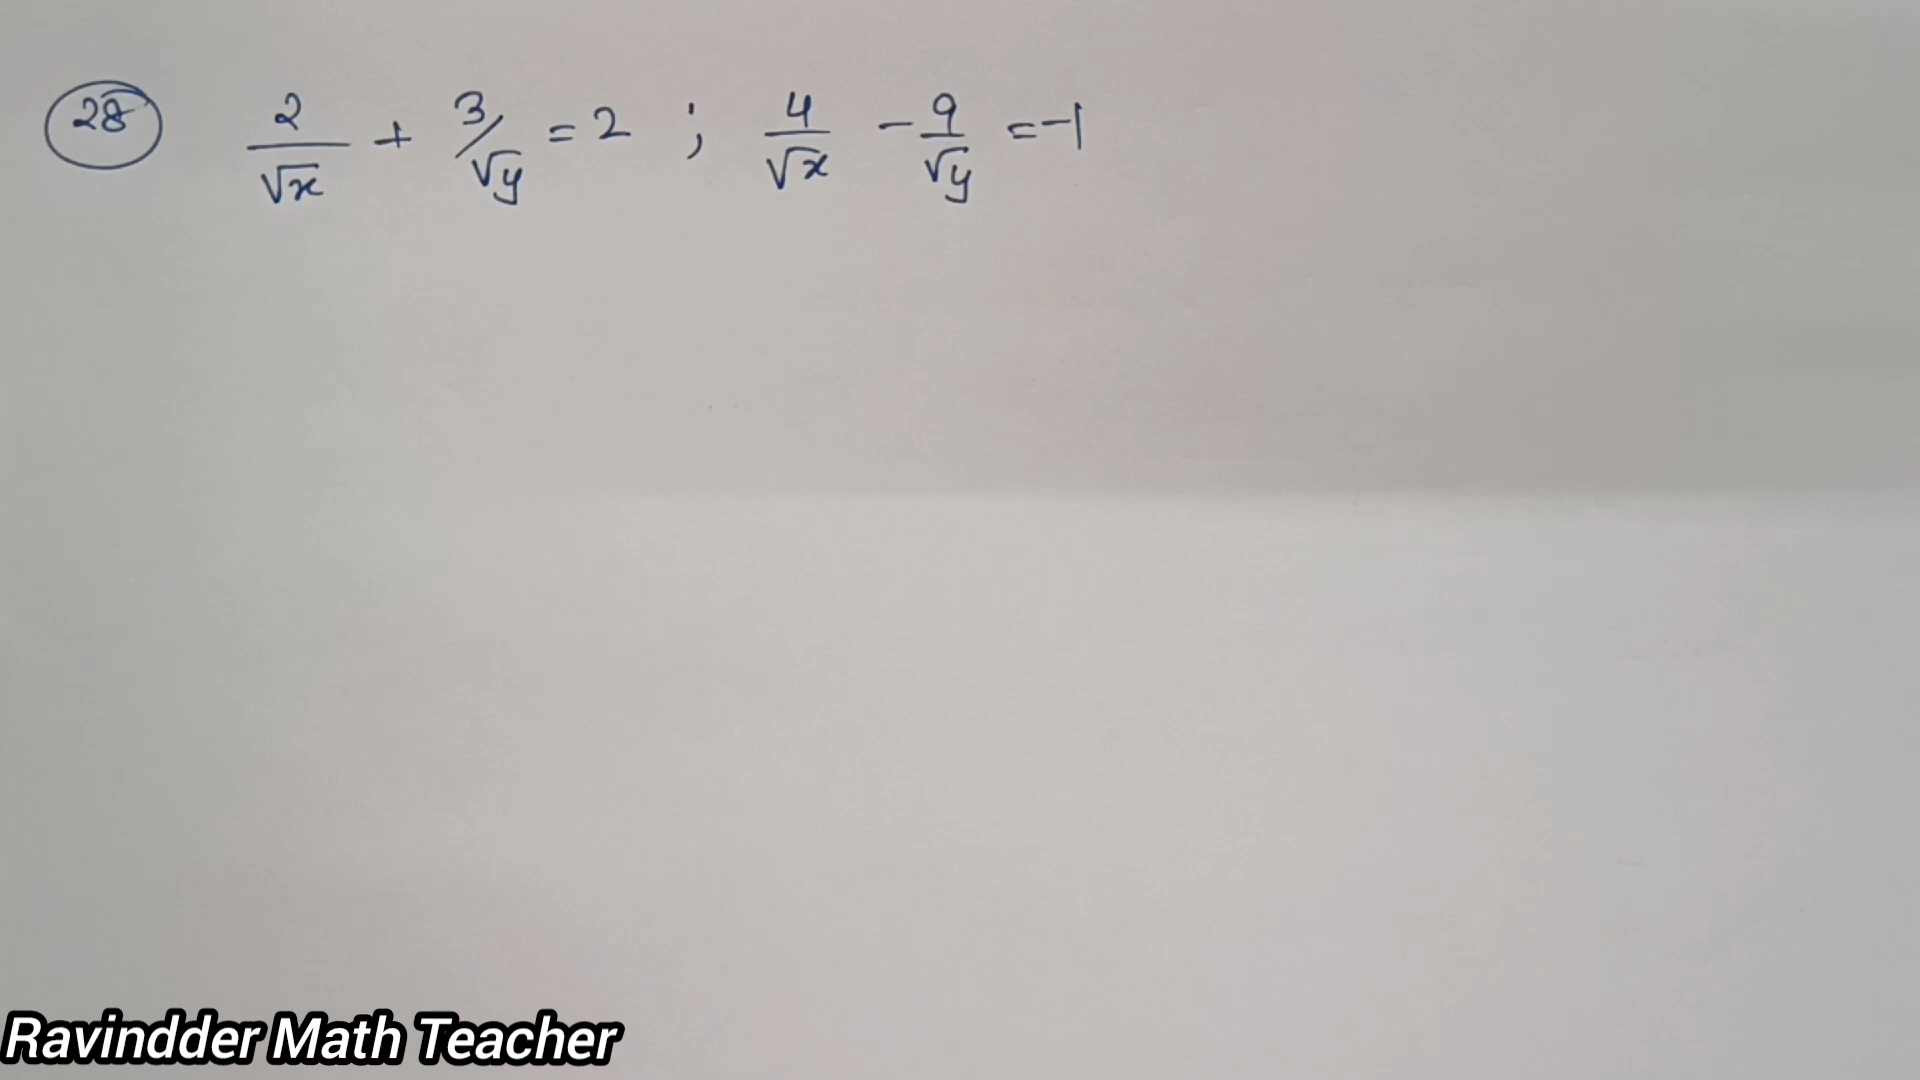 28 2/√x + 3/√y = 2 ; 4/√x - 9/√y = -1
Ravindder Math Teacher